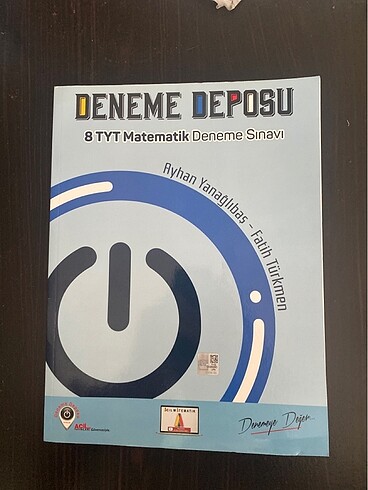 DENEME DEPOSU
8 TYT Matematik Deneme Sınavı
Ayhan Yanağlıbaş - Fatih Türkmen
Denemeye Değer...